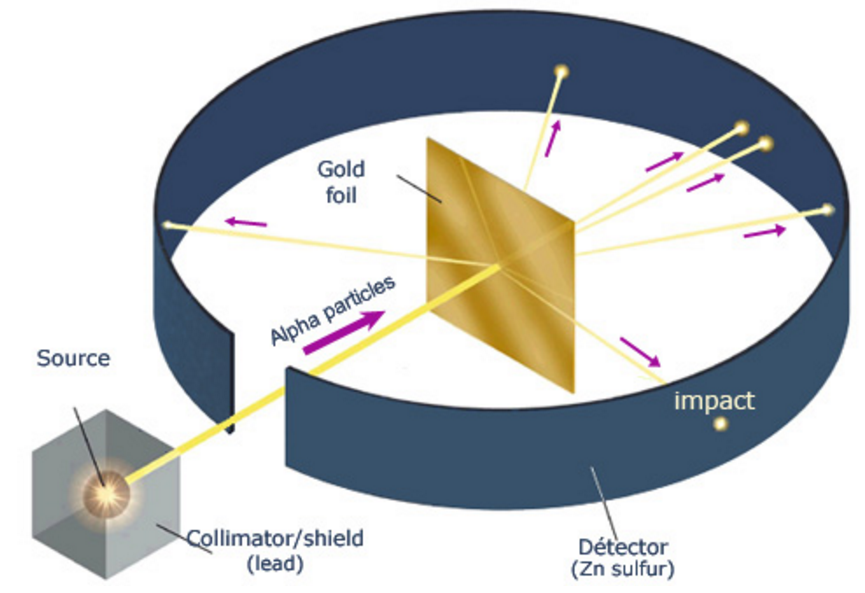 Gold
foil
Alpha particles
Source
impact
Collimator/shield
(lead)
Détector
(Zn sulfur)